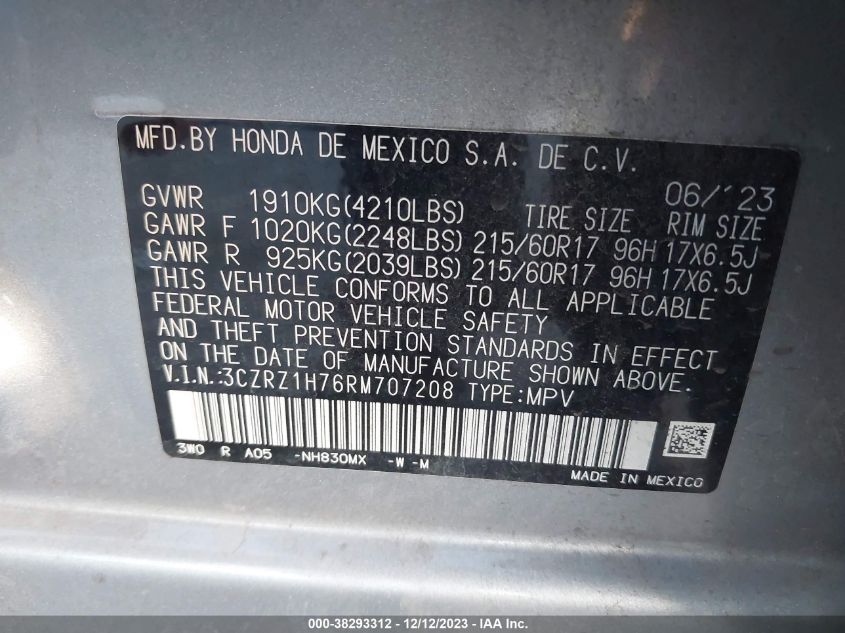 MFD.BY HONDA DE MEXICO S.A. DE C.V.
06/'23
GVWR 1910KG(4210LBS) TIRE SIZE RIM SIZE
GAWR F 1020KG(2248LBS) 215/60R17 96H 17X6.5J
GAWR R 925KG(2039LBS) 215/60R17 96H 17X6.5J
THIS VEHICLE CONFORMS TO ALL APPLICABLE
FEDERAL MOTOR VEHICLE SAFETY
AND THEFT PREVENTION STANDARDS IN EFFECT
ON THE DATE OF MANUFACTURE SHOWN ABOVE.
V.I.N.:3CZRZ1H76RM707208 TYPE:MPV
3W0 R A05 -NH830MX -W -M
MADE IN MEXICO
000-38293312 - 12/12/2023 - IAA Inc.